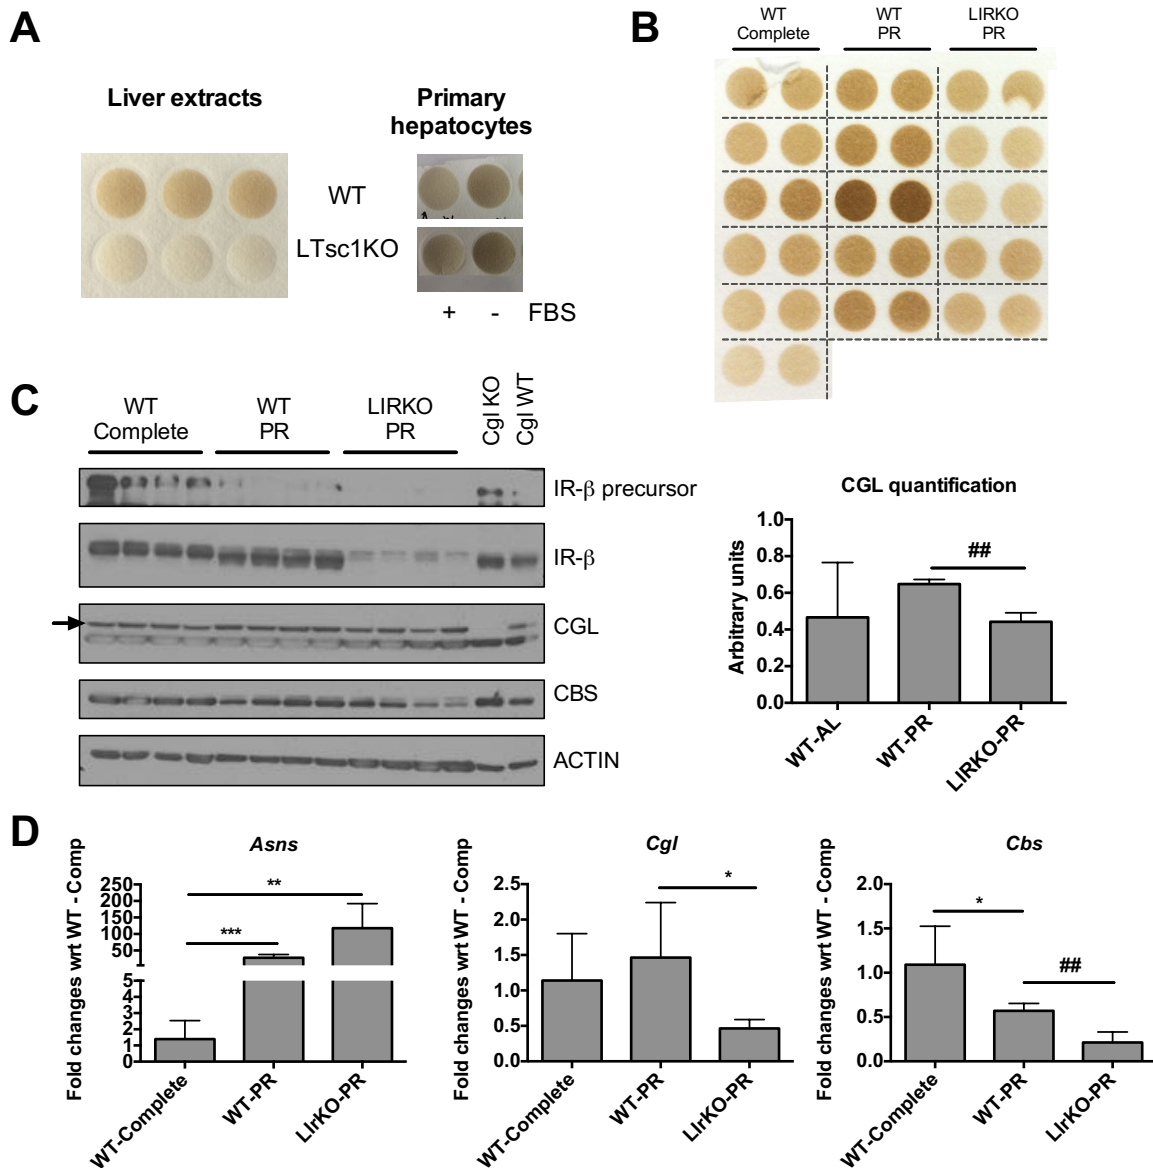 A
Liver extracts
Primary
hepatocytes
WT
LTsc1KO
+ - FBS
B
WT
Complete
WT
PR
LIRKO
PR
C
WT
Complete
WT
PR
LIRKO
PR
Cgl KO
Cgl WT
IR-β precursor
IR-β
CGL
CBS
ACTIN
CGL quantification
Arbitrary units
1.0
0.8
0.6
0.4
0.2
0.0
##
WT-AL
WT-PR
LIRKO-PR
D
Asns
Fold changes wrt WT - Comp
250
200
150
100
50
5
4
3
2
1
0
**
***
WT-Complete
WT-PR
LIrKO-PR
Cgl
Fold changes wrt WT - Comp
2.5
2.0
1.5
1.0
0.5
0.0
*
WT-Complete
WT-PR
LIrKO-PR
Cbs
Fold changes wrt WT - Comp
2.0
1.5
1.0
0.5
0.0
*
##
WT-Complete
WT-PR
LIrKO-PR